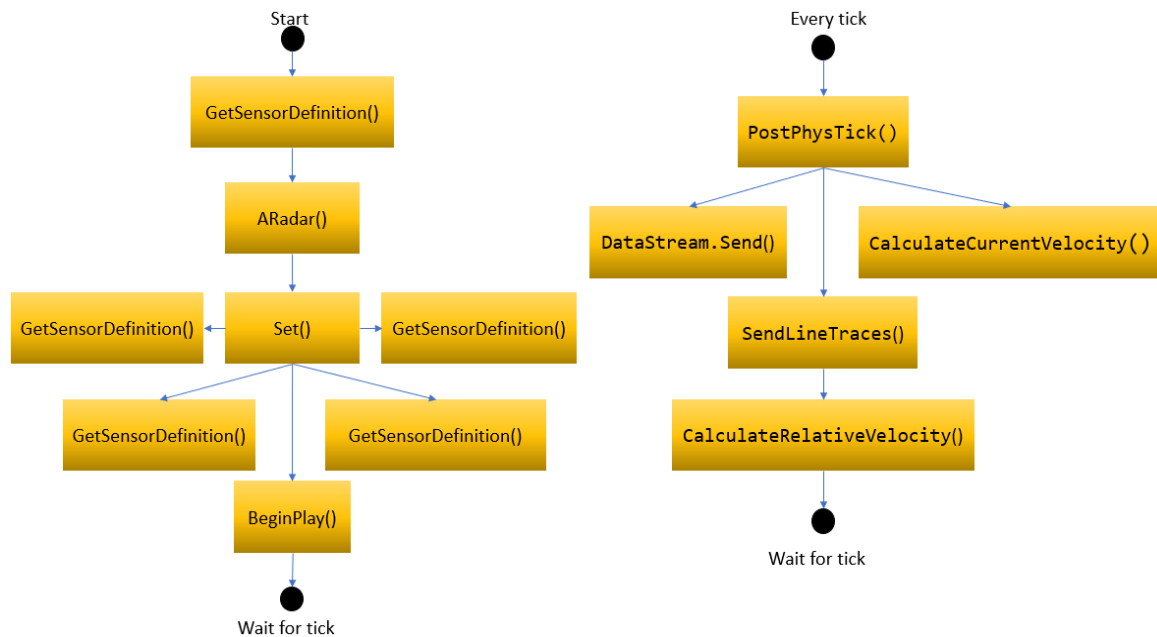 Start
GetSensorDefinition()
ARadar()
GetSensorDefinition()
Set()
GetSensorDefinition()
GetSensorDefinition()
GetSensorDefinition()
BeginPlay()
Wait for tick
Every tick
PostPhysTick()
DataStream.Send()
CalculateCurrentVelocity()
SendLineTraces()
CalculateRelativeVelocity()
Wait for tick